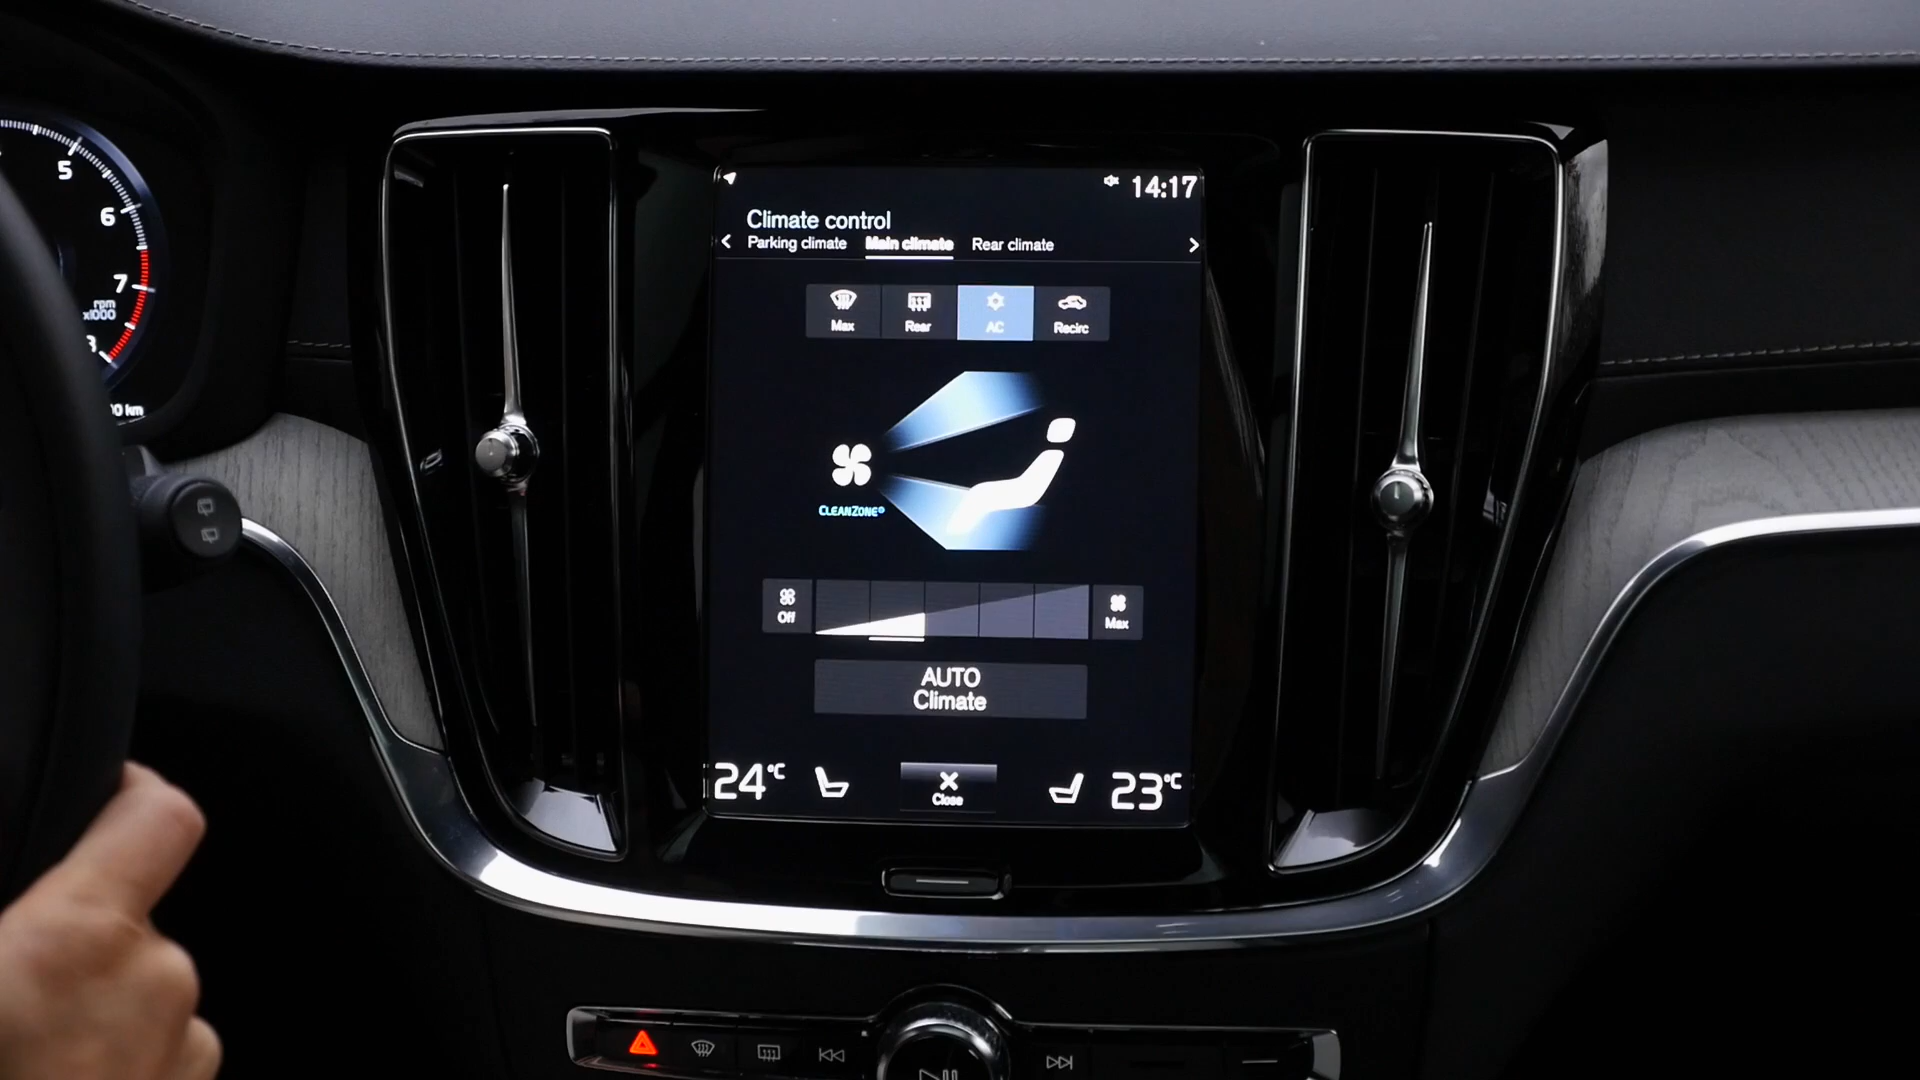 5
6
7
rpm
x1000
km
14:17
Climate control
Parking climate Main climate Rear climate
Max Rear AC Recirc
CLEANZONE®
Off Max
AUTO
Climate
24°C 23°C
Close